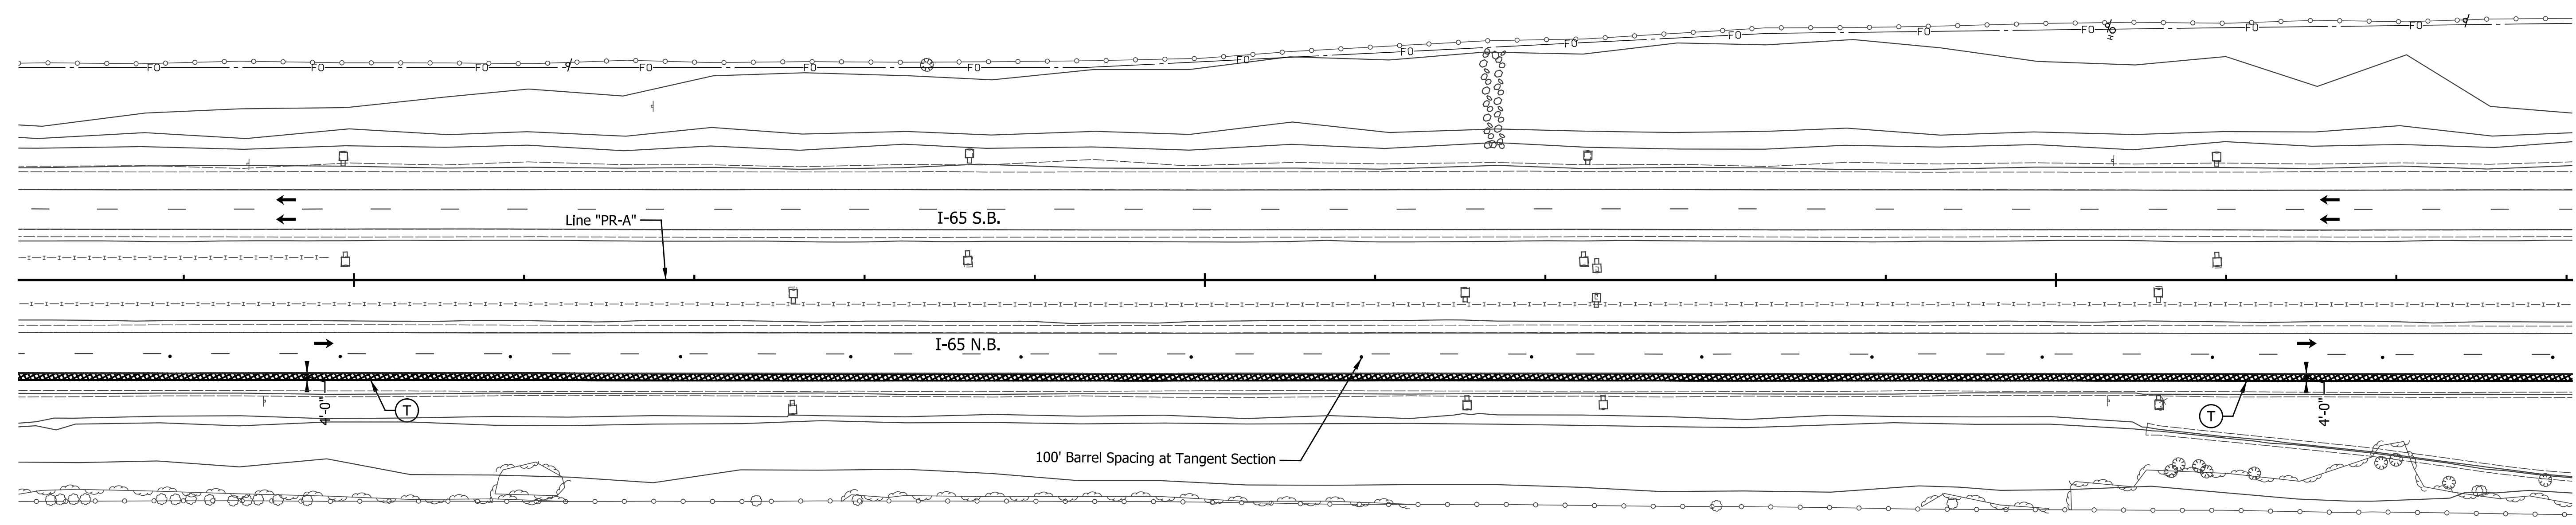 FO FO FO FO FO FO FO FO FO FO FO FO FO FO
Line "PR-A"
I-65 S.B.
I-65 N.B.
4'-0"
T
T
4'-0"
100' Barrel Spacing at Tangent Section